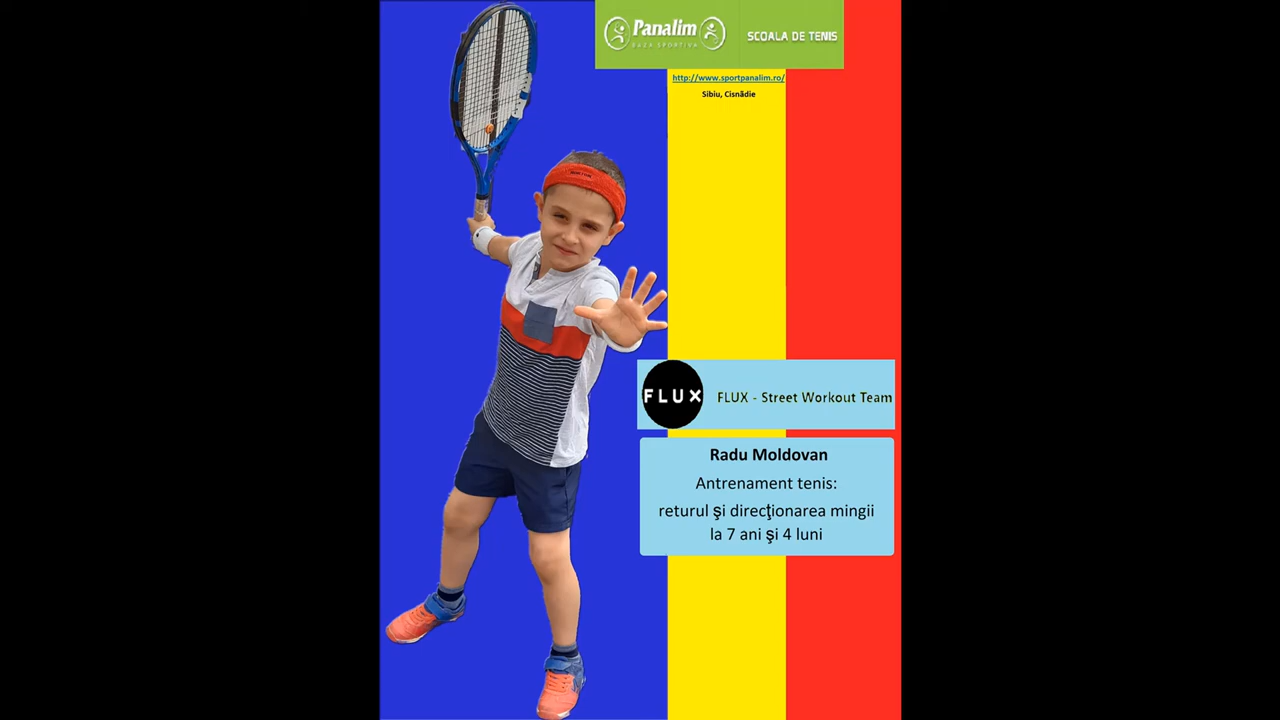 Panalim
BAZA SPORTIVA
SCOALA DE TENIS
http://www.sportpanalim.ro/
Sibiu, Cisnădie
FLUX
FLUX - Street Workout Team
Radu Moldovan
Antrenament tenis:
returul şi direcţionarea mingii
la 7 ani şi 4 luni